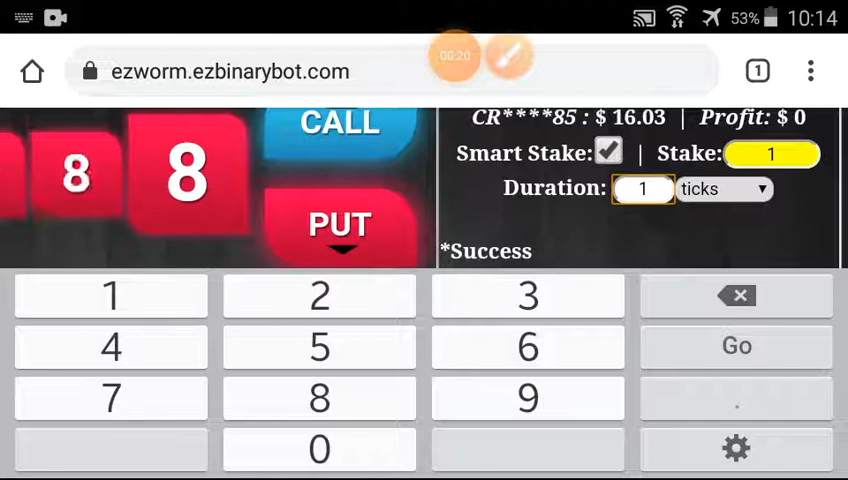 53% 10:14
00:20
ezworm.ezbinarybot.com 1
CALL
CR****85 : $ 16.03 | Profit: $ 0
Smart Stake: | Stake: 1
8 8
Duration: 1 ticks
PUT
*Success
1 2 3
4 5 6 Go
7 8 9 .
0